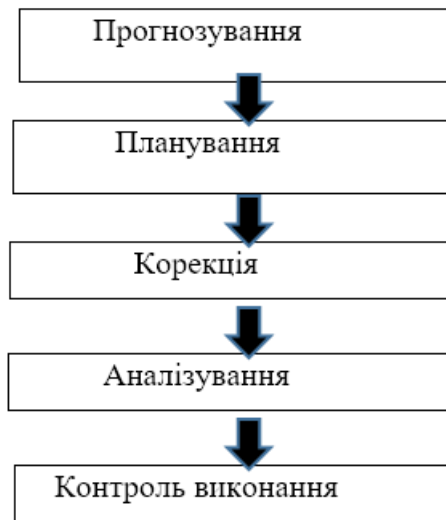 Прогнозування
Планування
Корекція
Аналізування
Контроль виконання